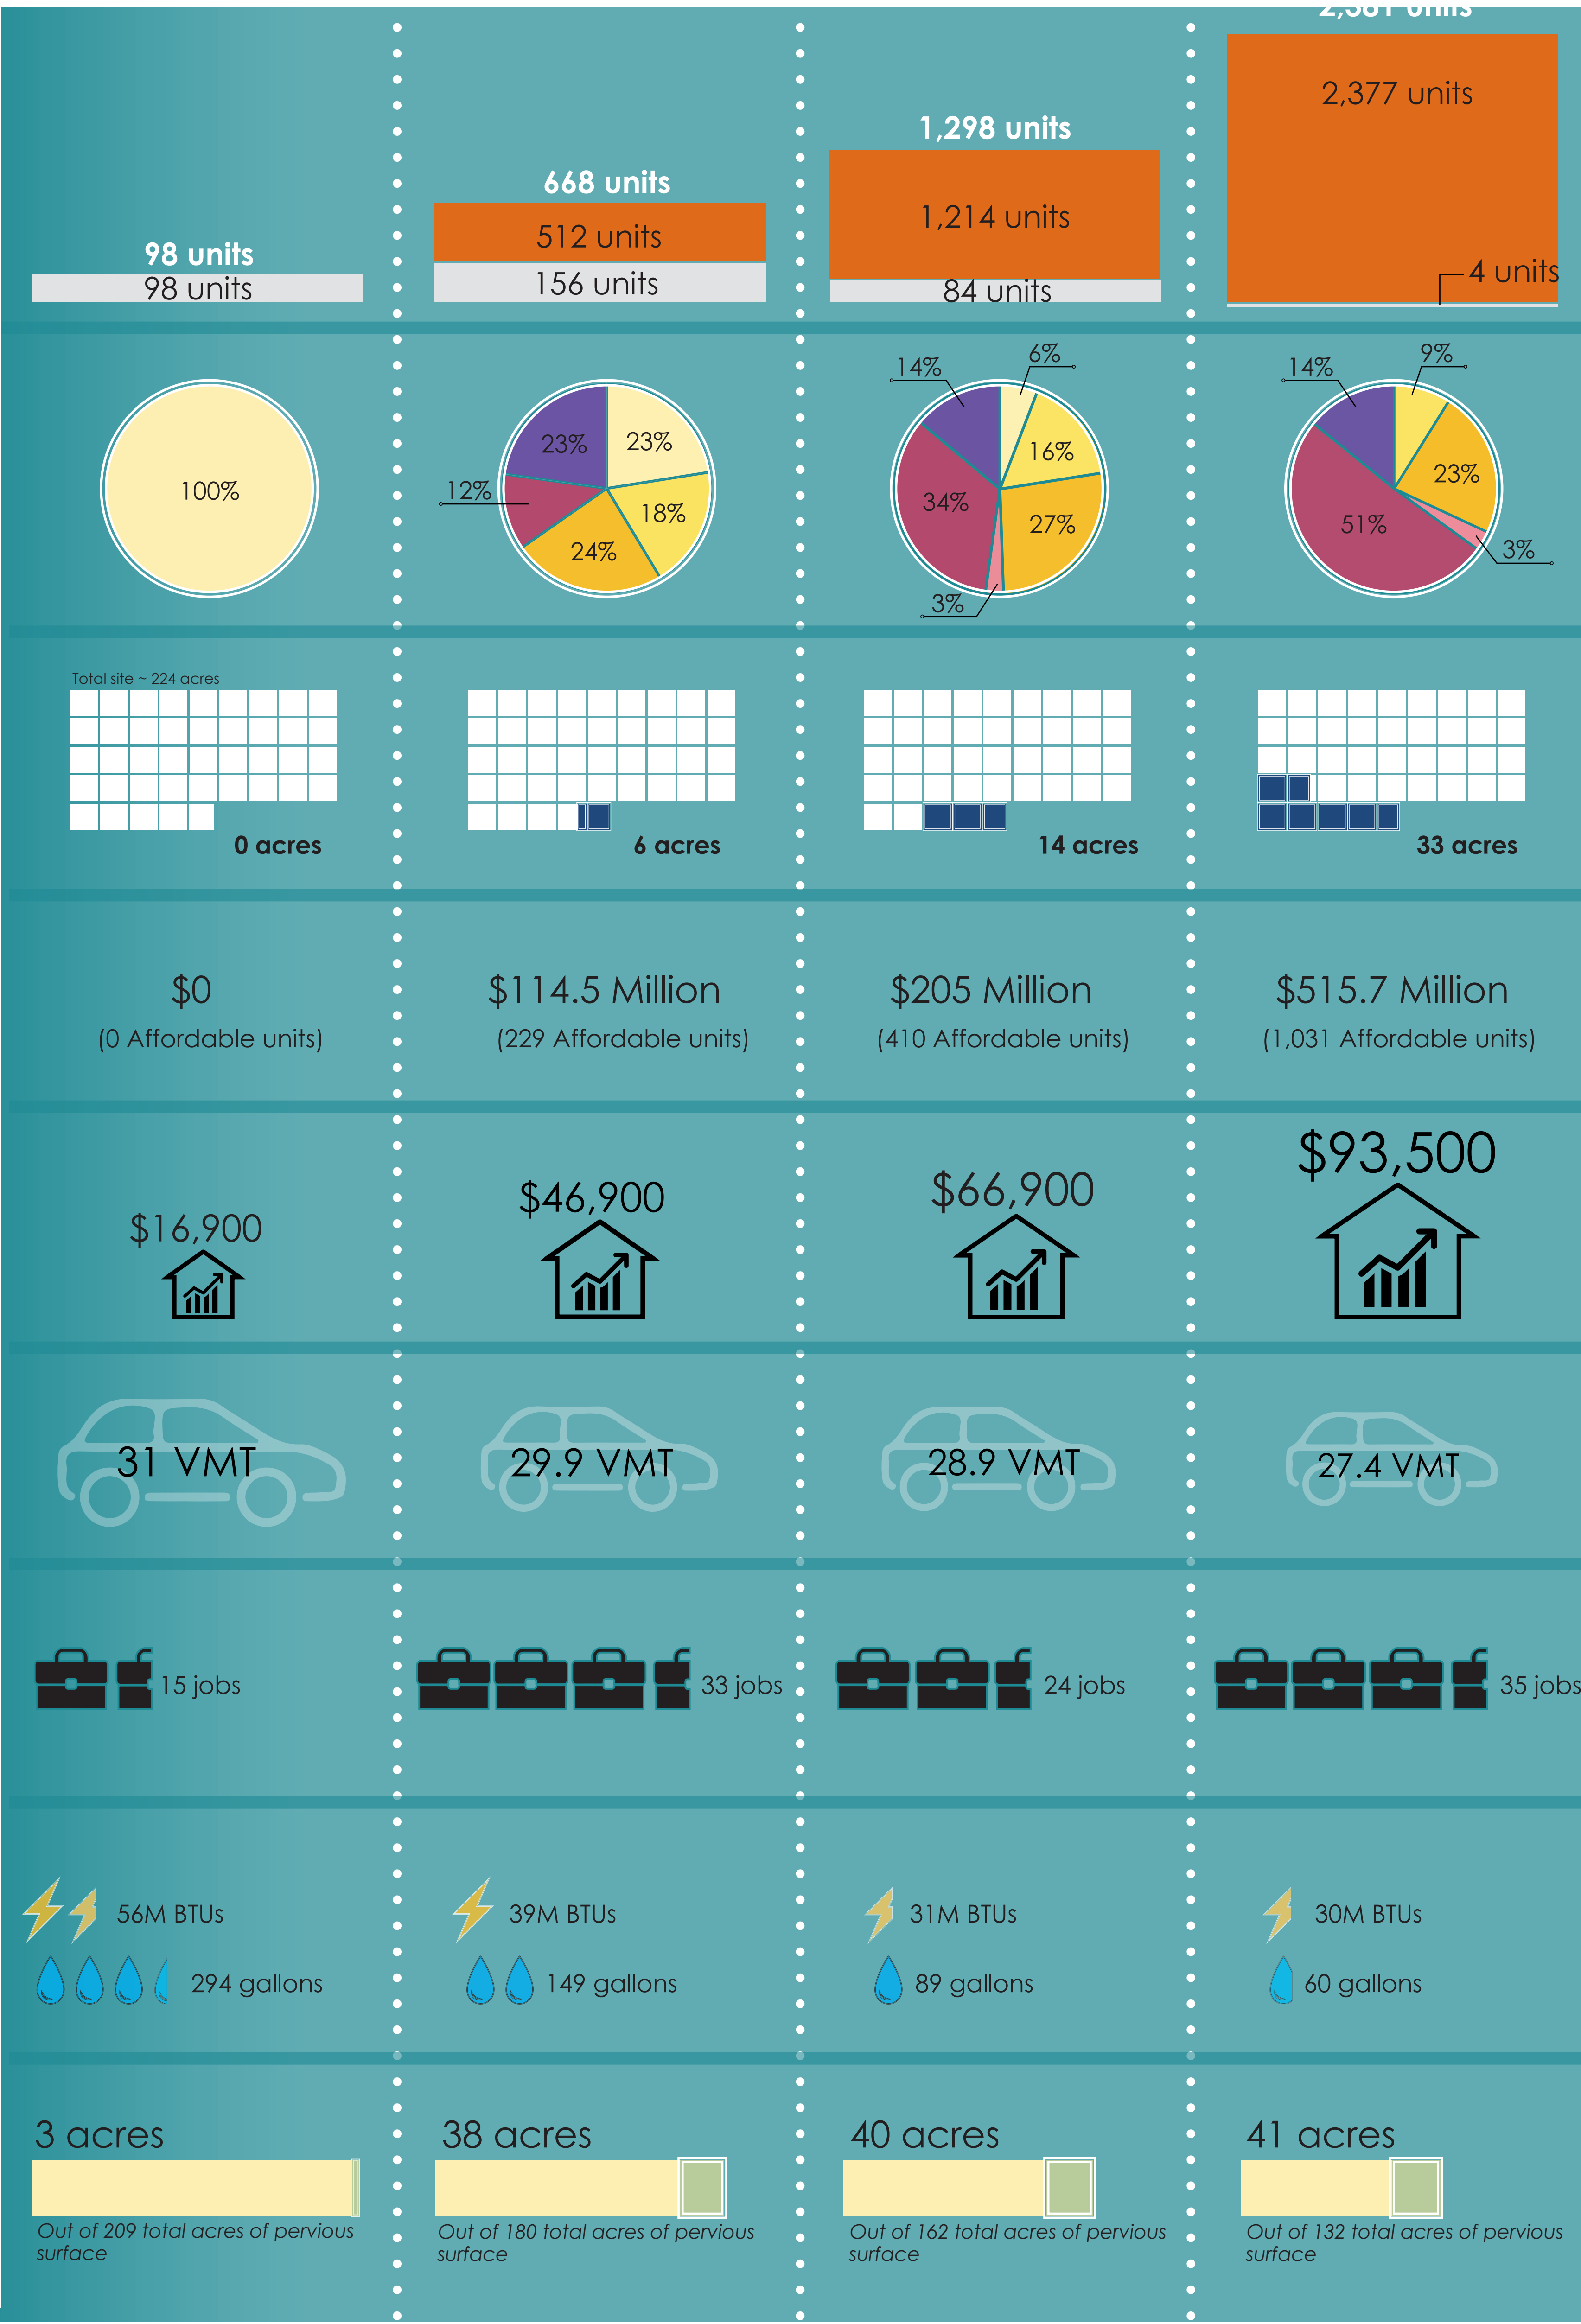 2,381 units
2,377 units
1,298 units
668 units
1,214 units
512 units
98 units
4 units
98 units
156 units
84 units
14%
6%
14%
9%
100%
23%
23%
12%
18%
24%
16%
34%
27%
3%
23%
51%
3%
Total site ~ 224 acres
0 acres
6 acres
14 acres
33 acres
$0
$114.5 Million
$205 Million
$515.7 Million
(0 Affordable units)
(229 Affordable units)
(410 Affordable units)
(1,031 Affordable units)
$16,900
$46,900
$66,900
$93,500
31 VMT
29.9 VMT
28.9 VMT
27.4 VMT
15 jobs
33 jobs
24 jobs
35 jobs
56M BTUs
39M BTUs
31M BTUs
30M BTUs
294 gallons
149 gallons
89 gallons
60 gallons
3 acres
38 acres
40 acres
41 acres
Out of 209 total acres of pervious
surface
Out of 180 total acres of pervious
surface
Out of 162 total acres of pervious
surface
Out of 132 total acres of pervious
surface